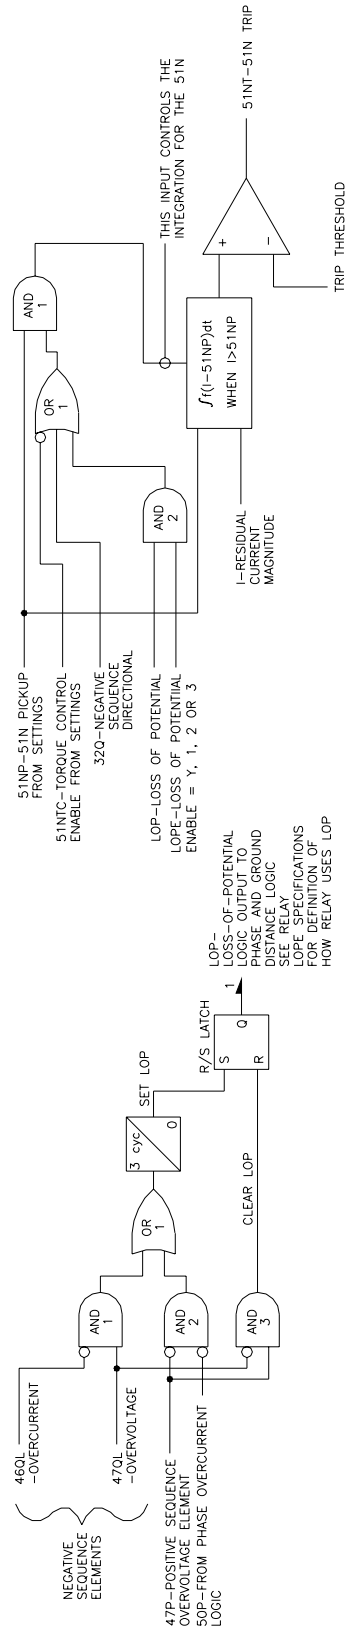 46QL
-OVERCURRENT
47QL
-OVERVOLTAGE
NEGATIVE
SEQUENCE
ELEMENTS
47P-POSITIVE SEQUENCE
OVERVOLTAGE ELEMENT
50P-FROM PHASE OVERCURRENT
LOGIC
AND
1
AND
2
AND
3
OR
1
3 cyc
0
SET LOP
CLEAR LOP
R/S LATCH
S
R
Q
1
LOP-
LOSS-OF-POTENTIAL
LOGIC OUTPUT TO
PHASE AND GROUND
DISTANCE LOGIC
SEE RELAY
LOPE SPECIFICATIONS
FOR DEFINITION OF
HOW RELAY USES LOP
51NP-51N PICKUP
FROM SETTINGS
51NTC-TORQUE CONTROL
ENABLE FROM SETTINGS
32Q-NEGATIVE
SEQUENCE
DIRECTIONAL
LOP-LOSS OF POTENTIAL
LOPE-LOSS OF POTENTIIAL
ENABLE = Y, 1, 2 OR 3
AND
1
OR
1
AND
2
I-RESIDUAL
CURRENT
MAGNITUDE
∫f(I-51NP)dt
WHEN I>51NP
THIS INPUT CONTROLS THE
INTEGRATION FOR THE 51N
+
-
51NT-51N TRIP
TRIP THRESHOLD